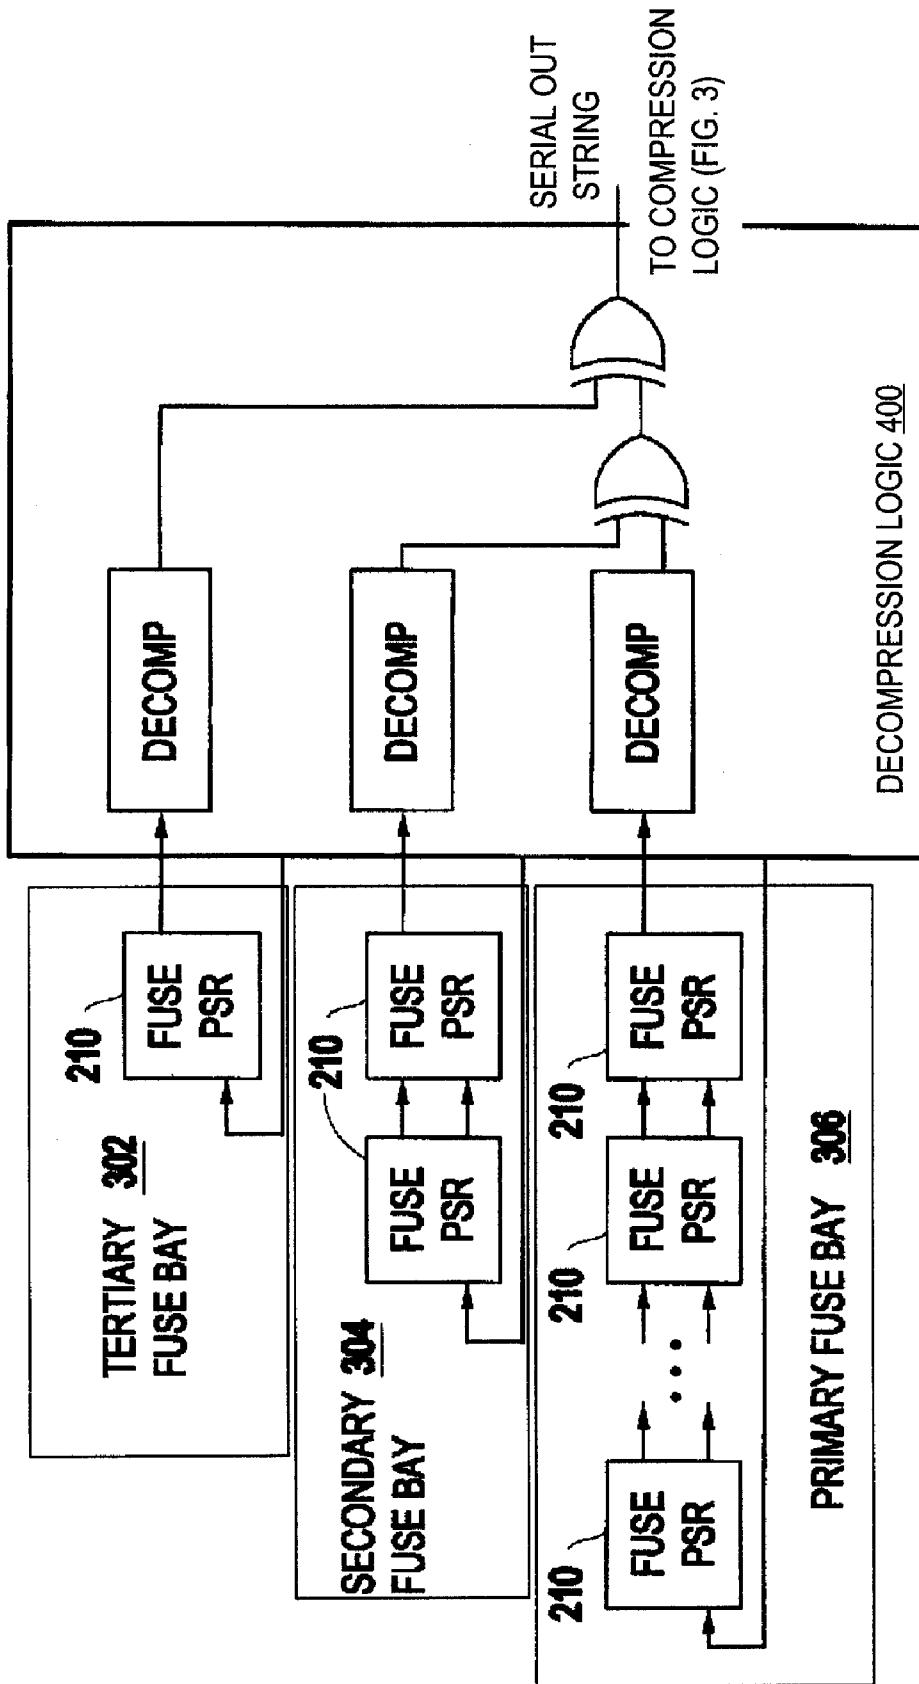 TERTIARY 302
FUSE BAY
210
FUSE
PSR
DECOMP
SECONDARY 304
FUSE BAY
210
FUSE
PSR
FUSE
PSR
DECOMP
210
FUSE
PSR
210
FUSE
PSR
210
FUSE
PSR
DECOMP
PRIMARY FUSE BAY 306
SERIAL OUT
STRING
TO COMPRESSION
LOGIC (FIG. 3)
DECOMPRESSION LOGIC 400